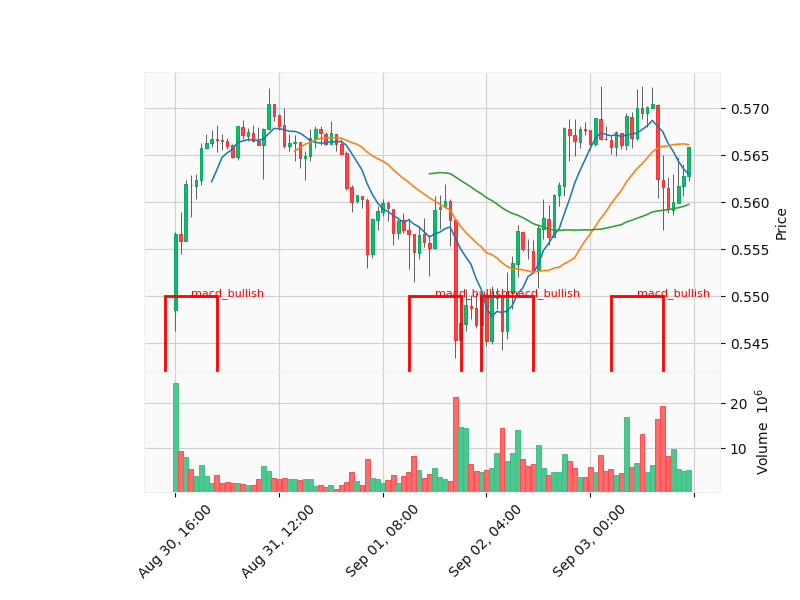 0.570
0.565
0.560
0.555
0.550
0.545
Price
macd_bullish
macd_bullish
macd_bullish
macd_bullish
20
10
Volume 10^6
Aug 30, 16:00
Aug 31, 12:00
Sep 01, 08:00
Sep 02, 04:00
Sep 03, 00:00